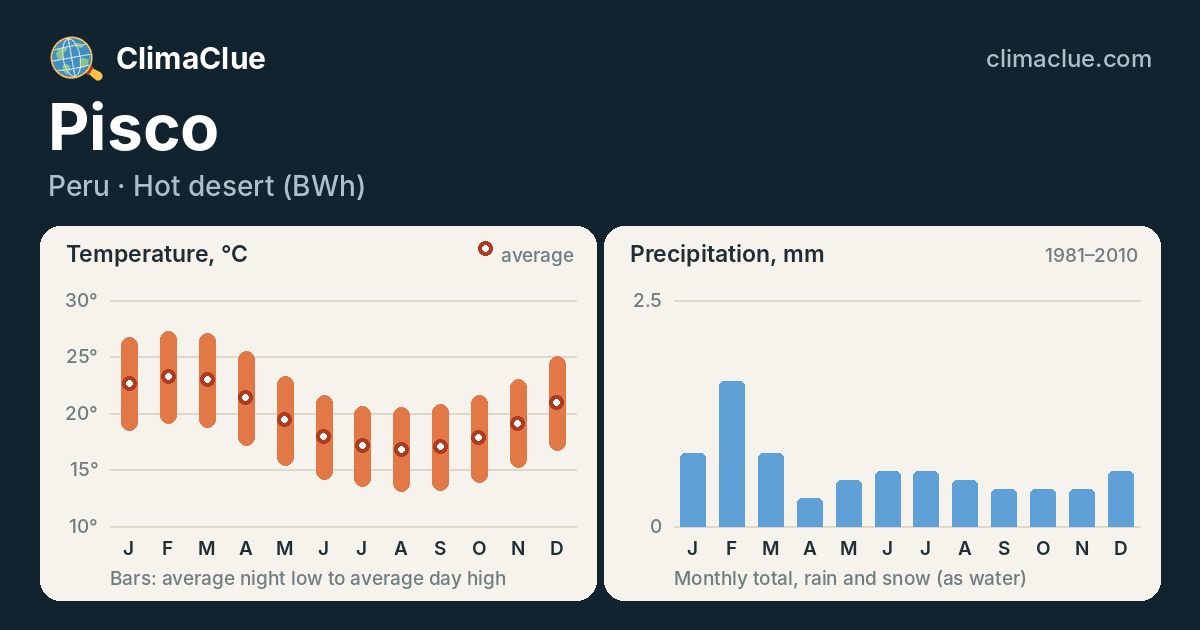 ClimaClue
climaclue.com
Pisco
Peru · Hot desert (BWh)
Temperature, °C
average
30°
25°
20°
15°
10°
J F M A M J J A S O N D
Bars: average night low to average day high
Precipitation, mm
1981–2010
2.5
0
J F M A M J J A S O N D
Monthly total, rain and snow (as water)